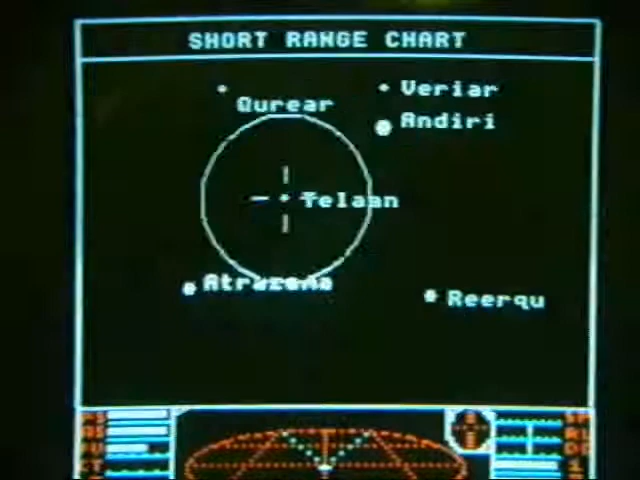 SHORT RANGE CHART
Veriar
Qurear
Andiri
Telaan
Reerqu